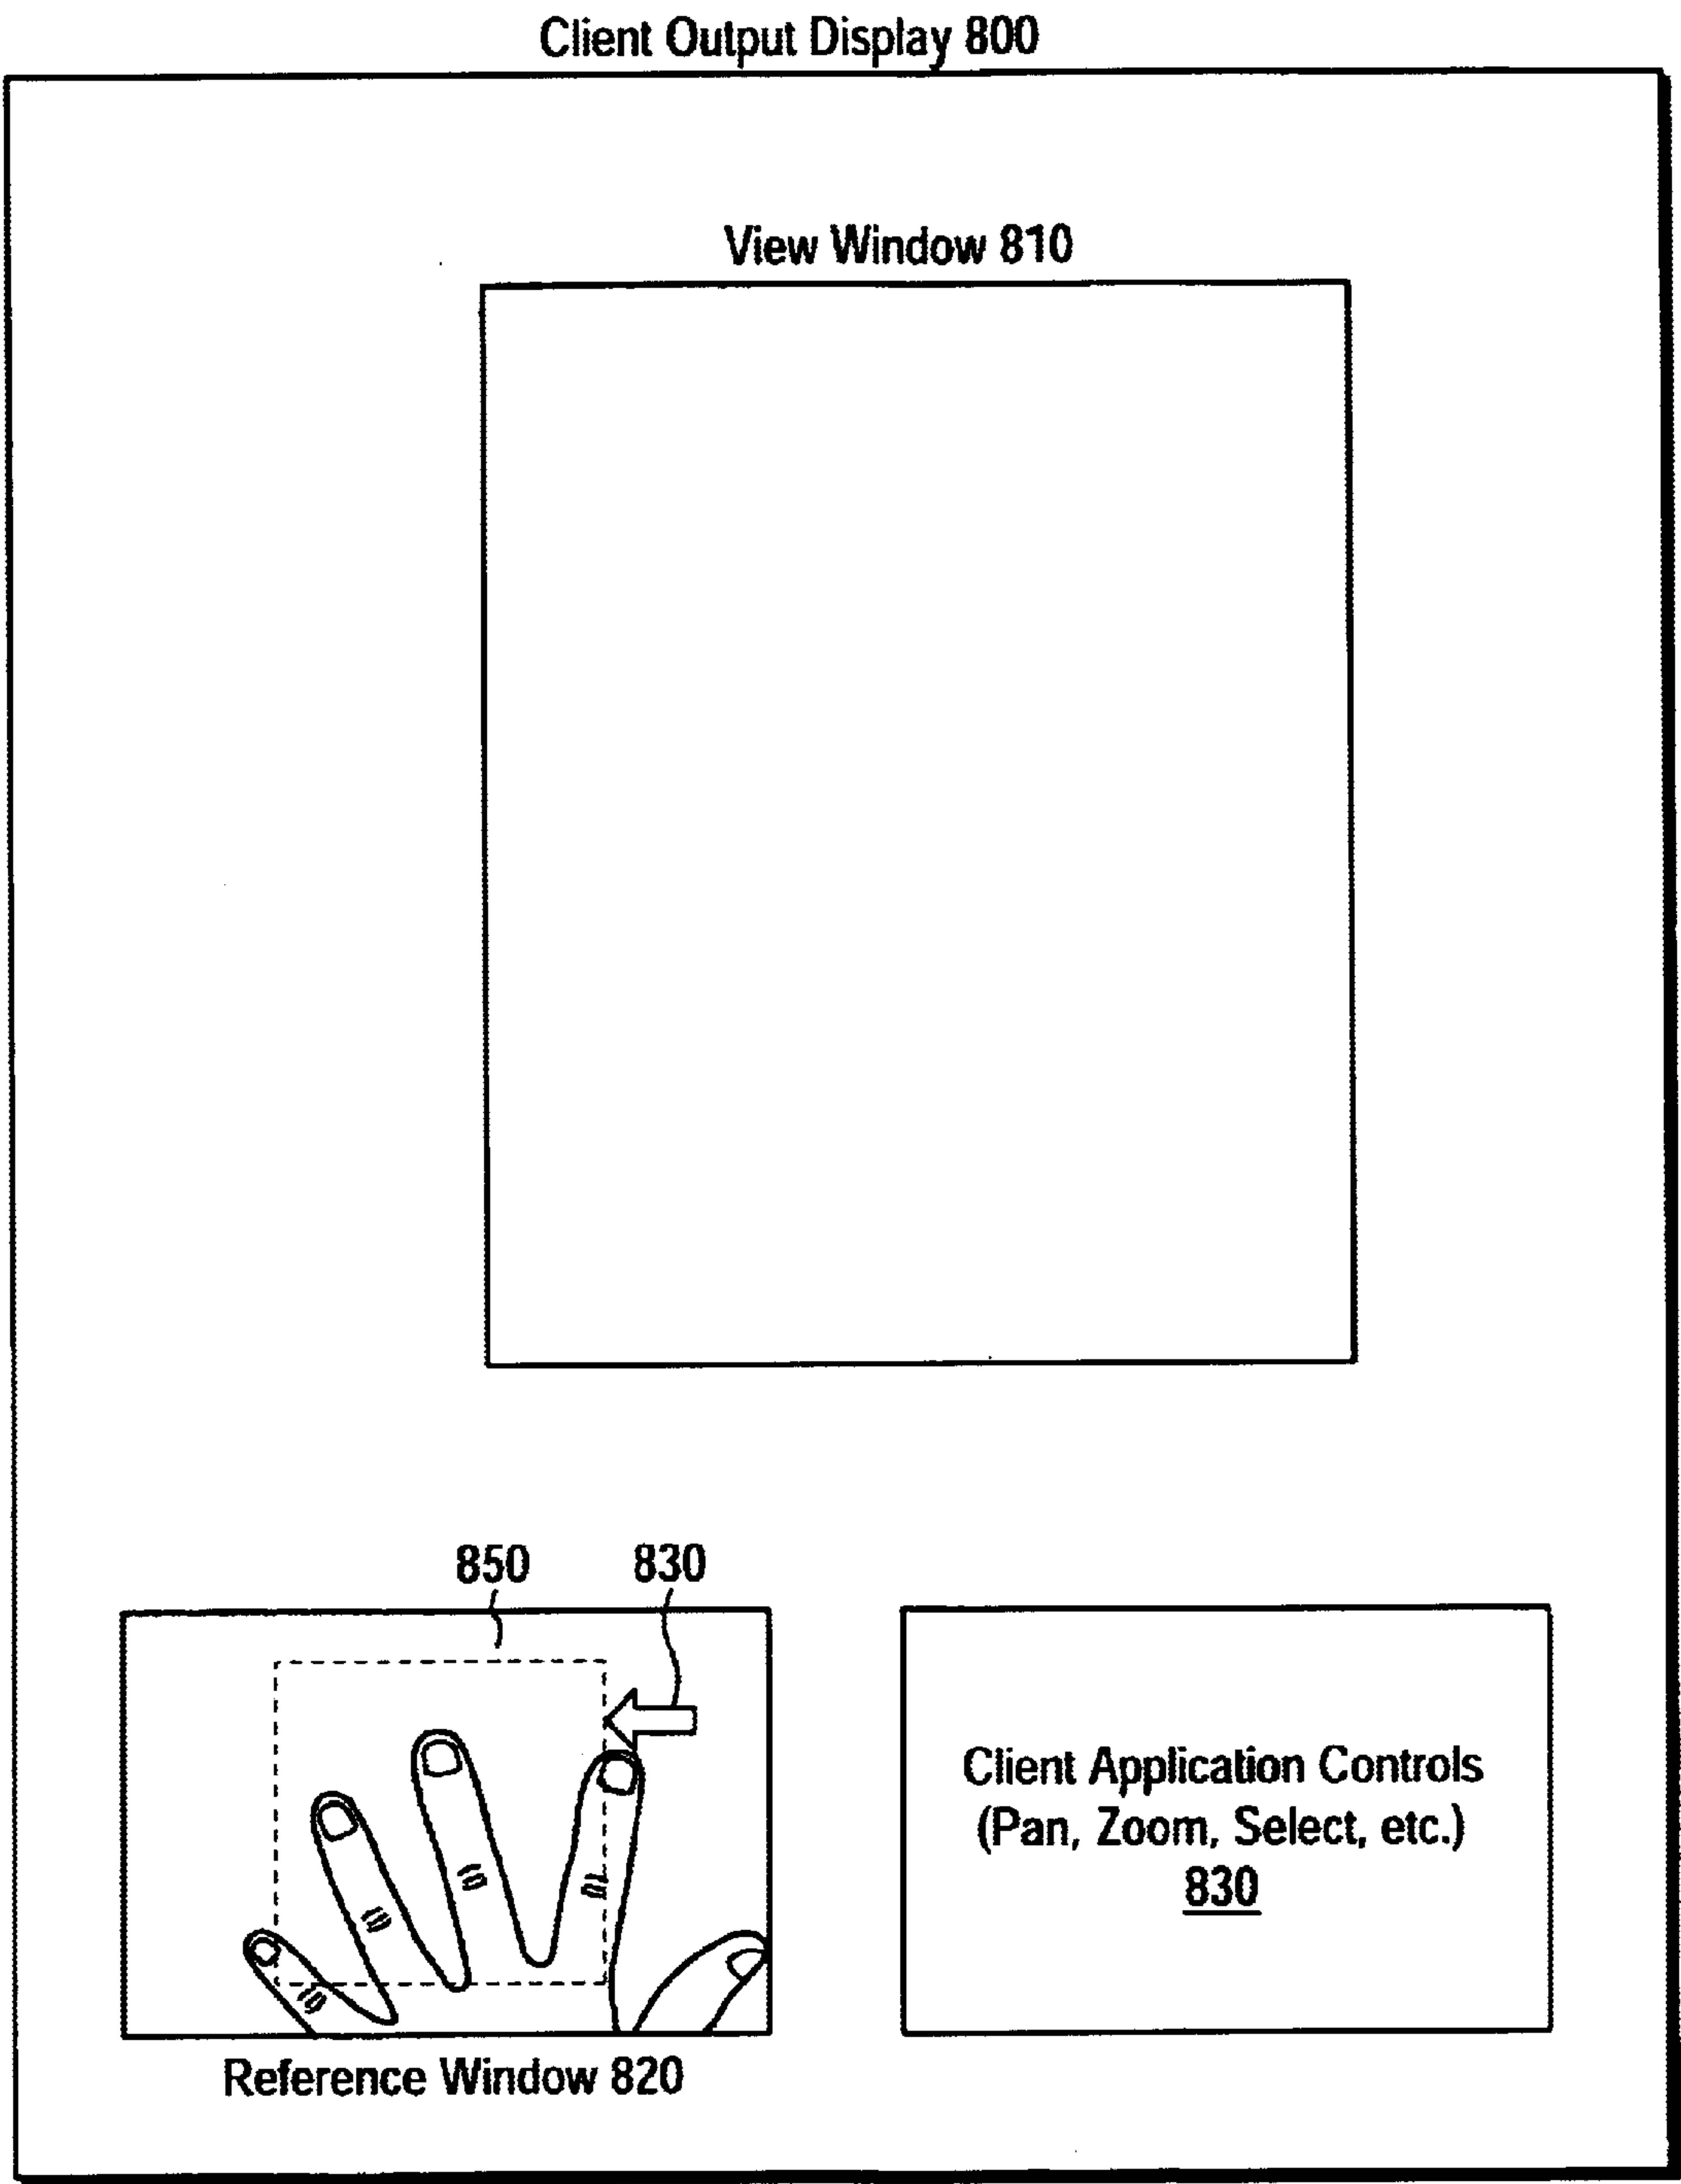 Client Output Display 800
View Window 810
850
830
Client Application Controls
(Pan, Zoom, Select, etc.)
830
Reference Window 820